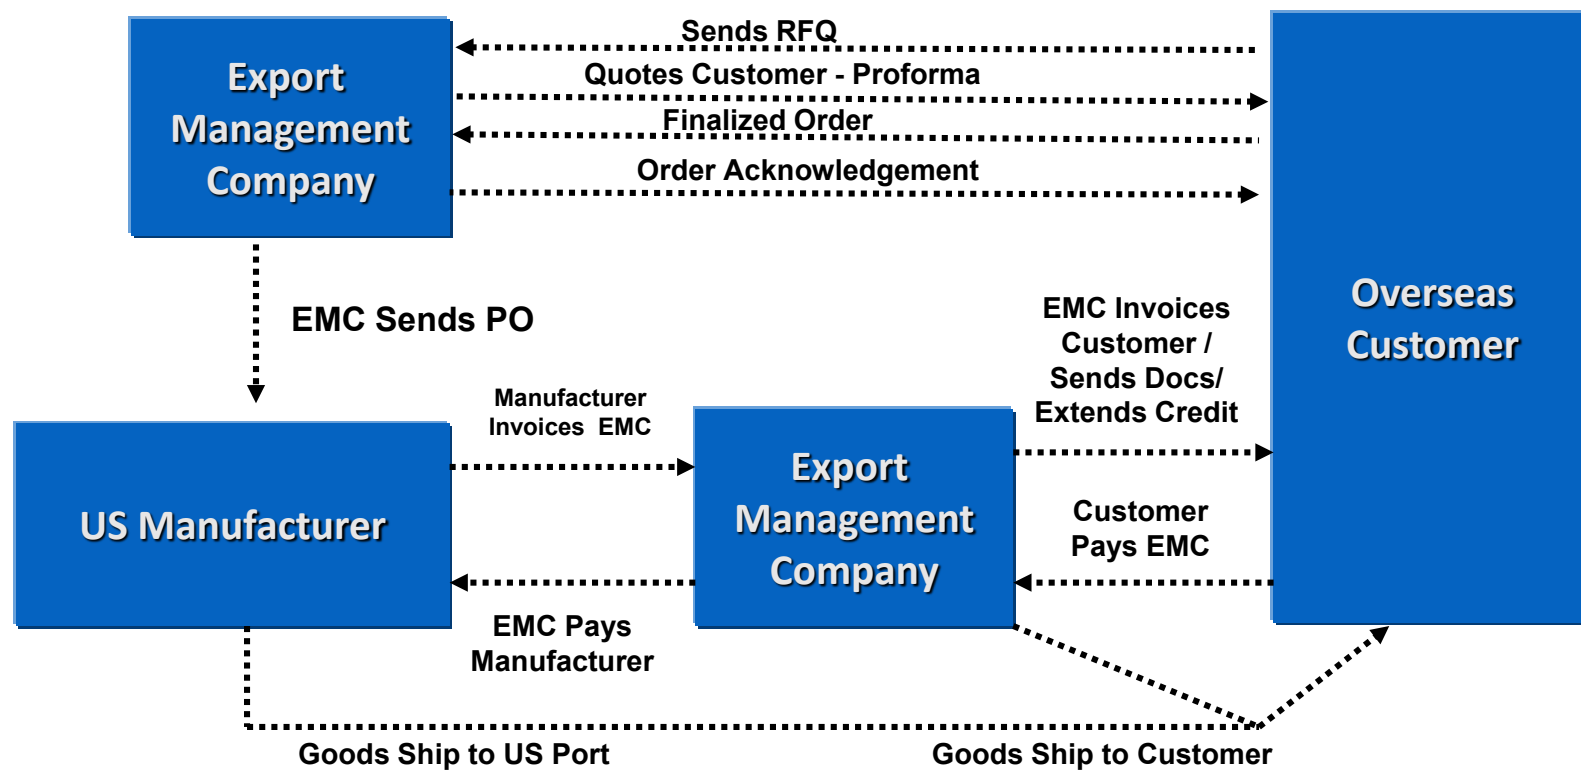 Sends RFQ
Quotes Customer - Proforma
Finalized Order
Order Acknowledgement
Export
Management
Company
EMC Sends PO
Overseas
Customer
EMC Invoices
Customer /
Sends Docs/
Extends Credit
Manufacturer
Invoices EMC
US Manufacturer
Export
Management
Company
Customer
Pays EMC
EMC Pays
Manufacturer
Goods Ship to US Port
Goods Ship to Customer